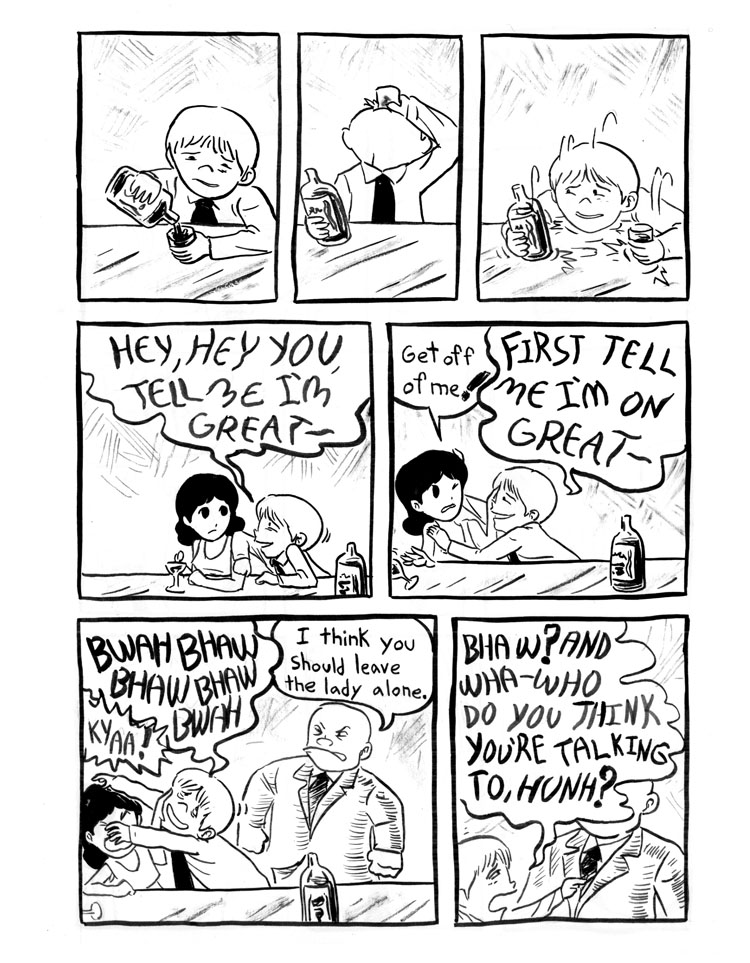 HEY, HEY YOU,
TELL ME I'M
GREAT~
Get off
of me!!
FIRST TELL
ME I'M ON
GREAT~
BWAH BHAW
BHAW BHAW
BWAH
KYAA!
I think you
should leave
the lady alone.
BHAW? AND
WHA-WHO
DO YOU THINK
YOU'RE TALKING
TO, HUNH?